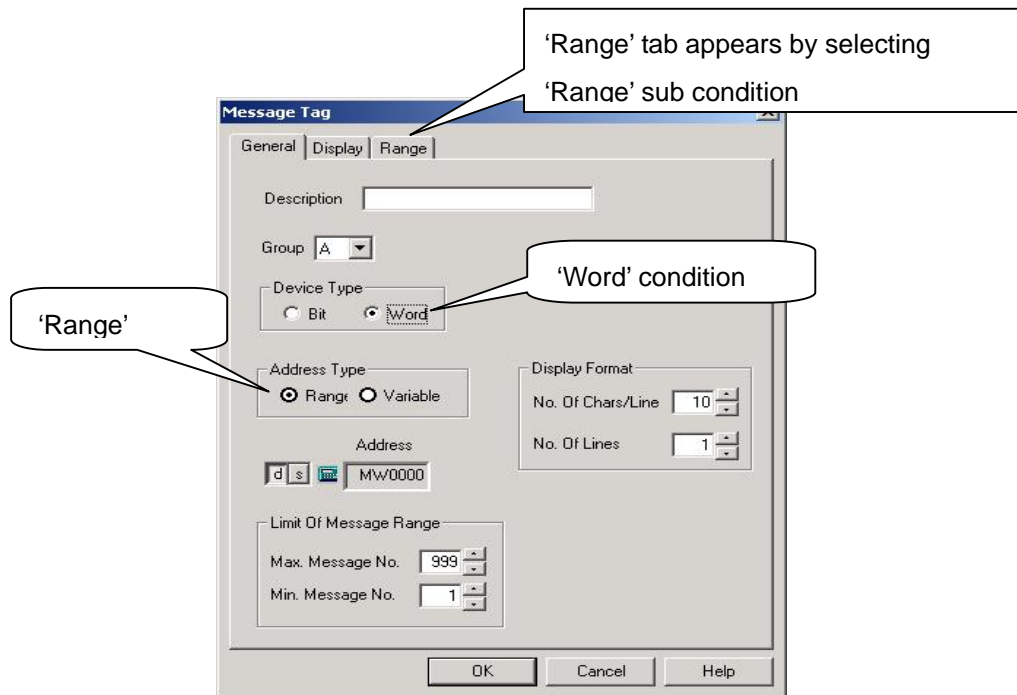 ‘Range’ tab appears by selecting
‘Range’ sub condition
Message Tag
General Display Range
Description
Group A
‘Word’ condition
Device Type
Bit Word
‘Range’
Address Type
Range Variable
Display Format
No. Of Chars/Line 10
No. Of Lines 1
Address
d s MW0000
Limit Of Message Range
Max. Message No. 999
Min. Message No. 1
OK Cancel Help